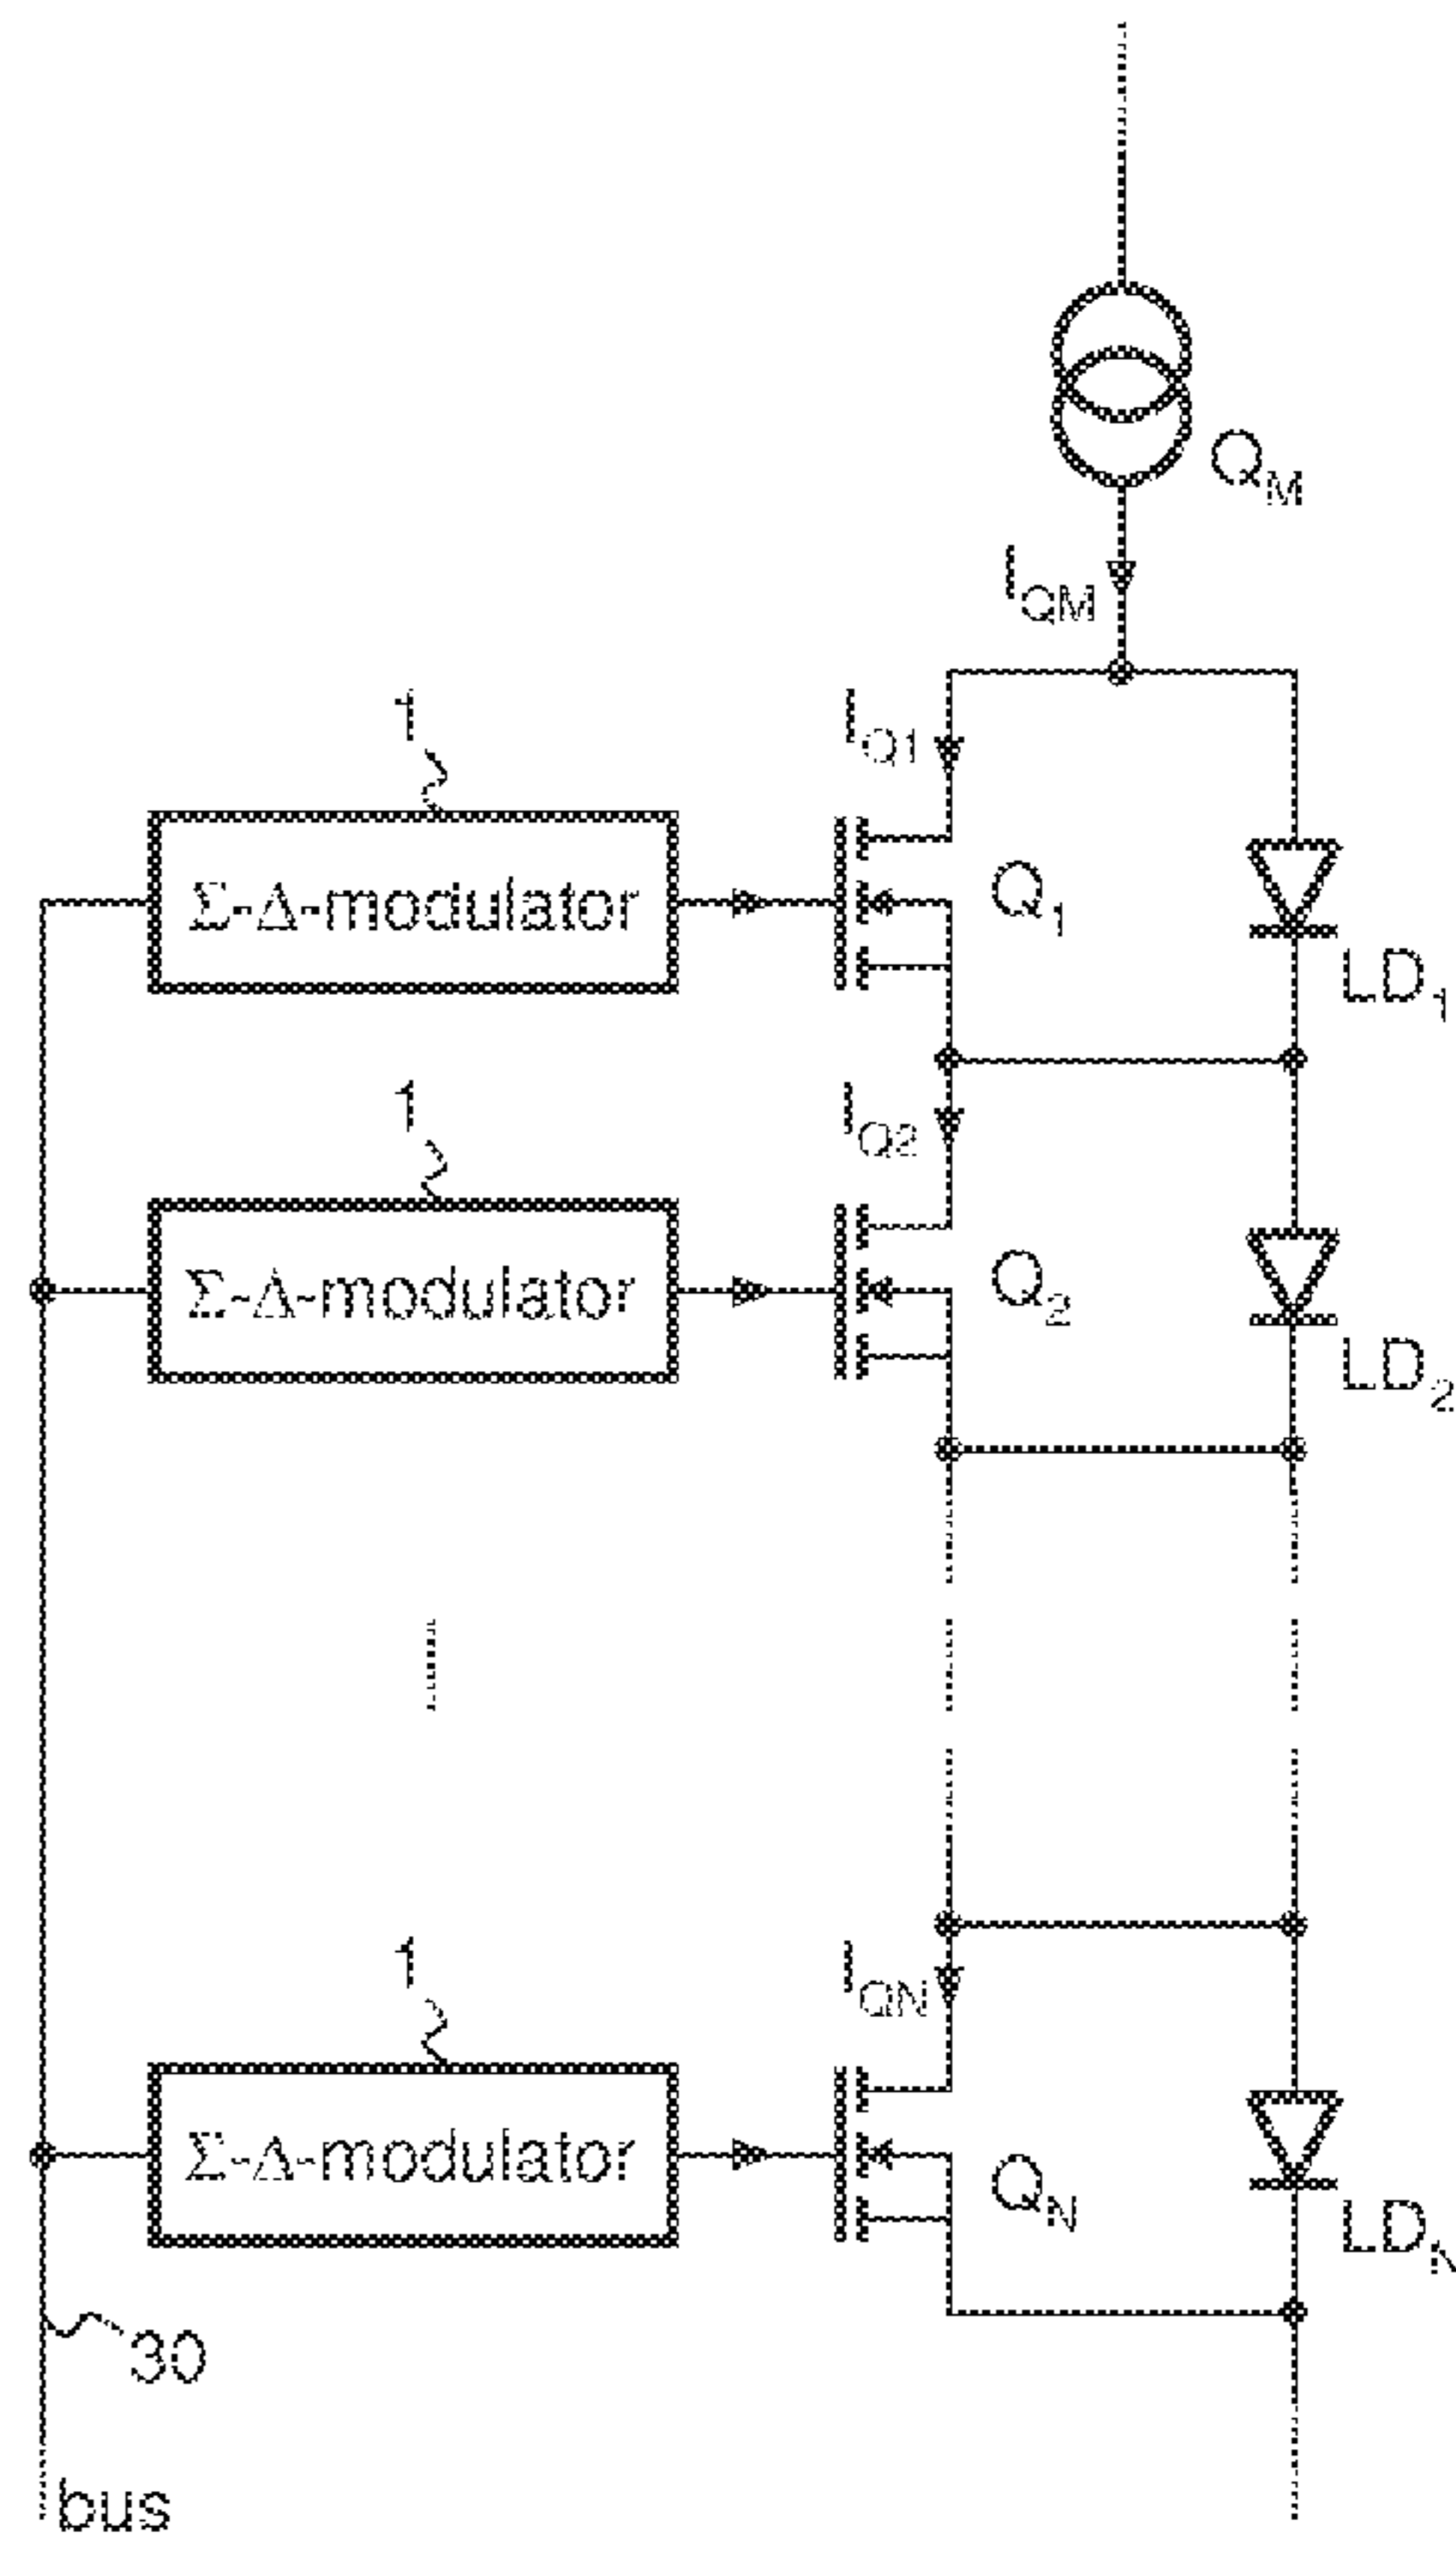 Q_M
I_QM
1
I_Q1
Σ-Δ-modulator
Q_1
LD_1
1
I_Q2
Σ-Δ-modulator
Q_2
LD_2
1
I_QN
Σ-Δ-modulator
Q_N
LD_N
30
bus